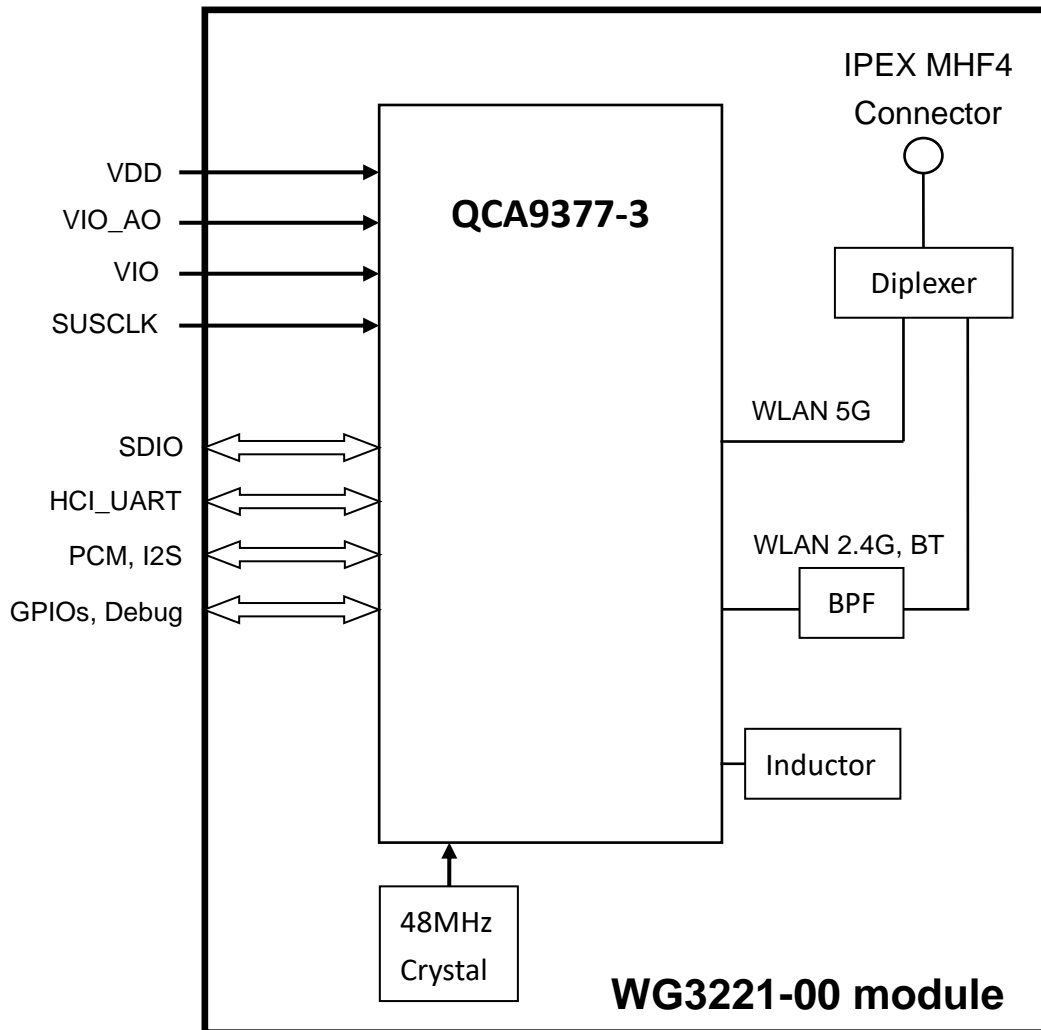 IPEX MHF4
Connector
VDD
VIO_AO
VIO
SUSCLK
QCA9377-3
Diplexer
WLAN 5G
SDIO
HCI_UART
PCM, I2S
GPIOs, Debug
WLAN 2.4G, BT
BPF
Inductor
48MHz
Crystal
WG3221-00 module